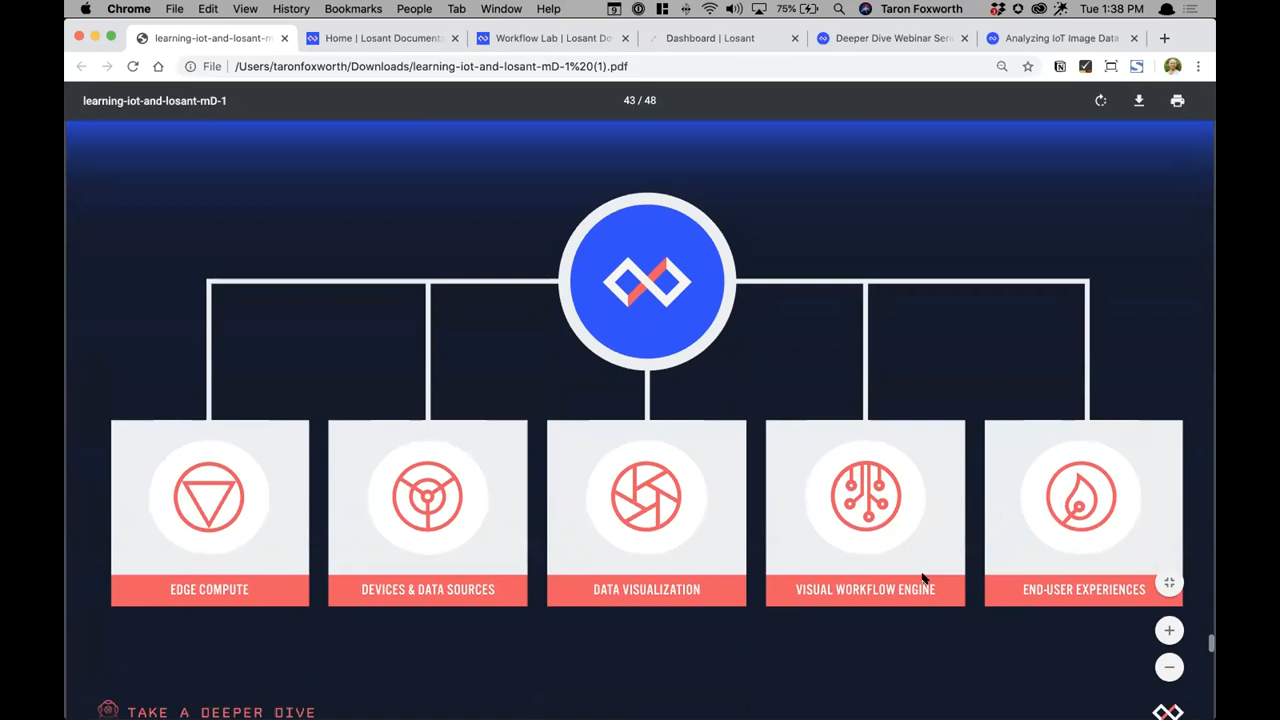 Chrome File Edit View History Bookmarks People Tab Window Help 9 75% Taron Foxworth Tue 1:38 PM
learning-iot-and-losant-m Home | Losant Document Workflow Lab | Losant Do Dashboard | Losant Deeper Dive Webinar Seri Analyzing IoT Image Data
File /Users/taronfoxworth/Downloads/learning-iot-and-losant-mD-1%20(1).pdf
learning-iot-and-losant-mD-1 43 / 48
EDGE COMPUTE DEVICES & DATA SOURCES DATA VISUALIZATION VISUAL WORKFLOW ENGINE END-USER EXPERIENCES
TAKE A DEEPER DIVE